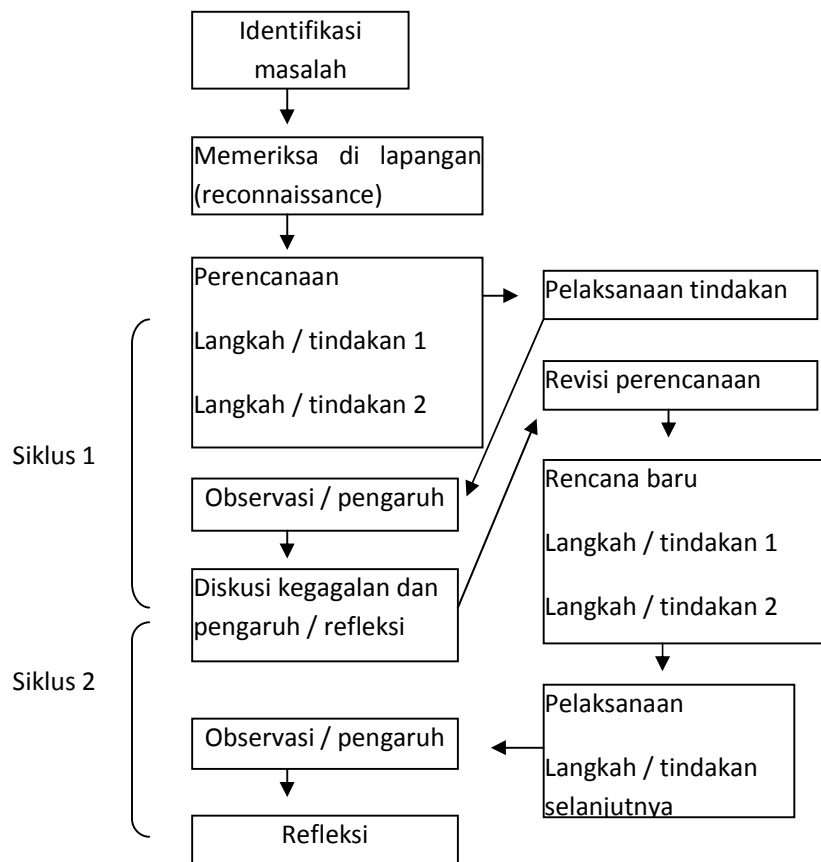 Identifikasi
masalah
Memeriksa di lapangan
(reconnaissance)
Perencanaan
Langkah / tindakan 1
Langkah / tindakan 2
Pelaksanaan tindakan
Siklus 1
Observasi / pengaruh
Diskusi kegagalan dan
pengaruh / refleksi
Revisi perencanaan
Rencana baru
Langkah / tindakan 1
Langkah / tindakan 2
Siklus 2
Pelaksanaan
Langkah / tindakan
selanjutnya
Observasi / pengaruh
Refleksi